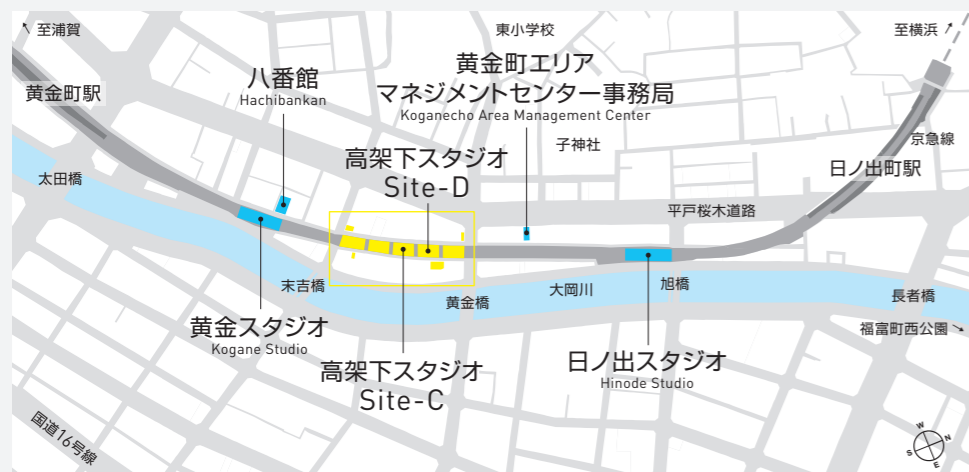 至浦賀
東小学校
至横浜
黄金町駅
八番館
Hachibankan
黄金町エリア
マネジメントセンター事務局
Koganecho Area Management Center
子神社
京急線
高架下スタジオ
Site-D
日ノ出町駅
太田橋
平戸桜木道路
末吉橋
黄金橋
大岡川
旭橋
長者橋
福富町西公園
黄金スタジオ
Kogane Studio
高架下スタジオ
Site-C
日ノ出スタジオ
Hinode Studio
国道16号線
W
N
S
E